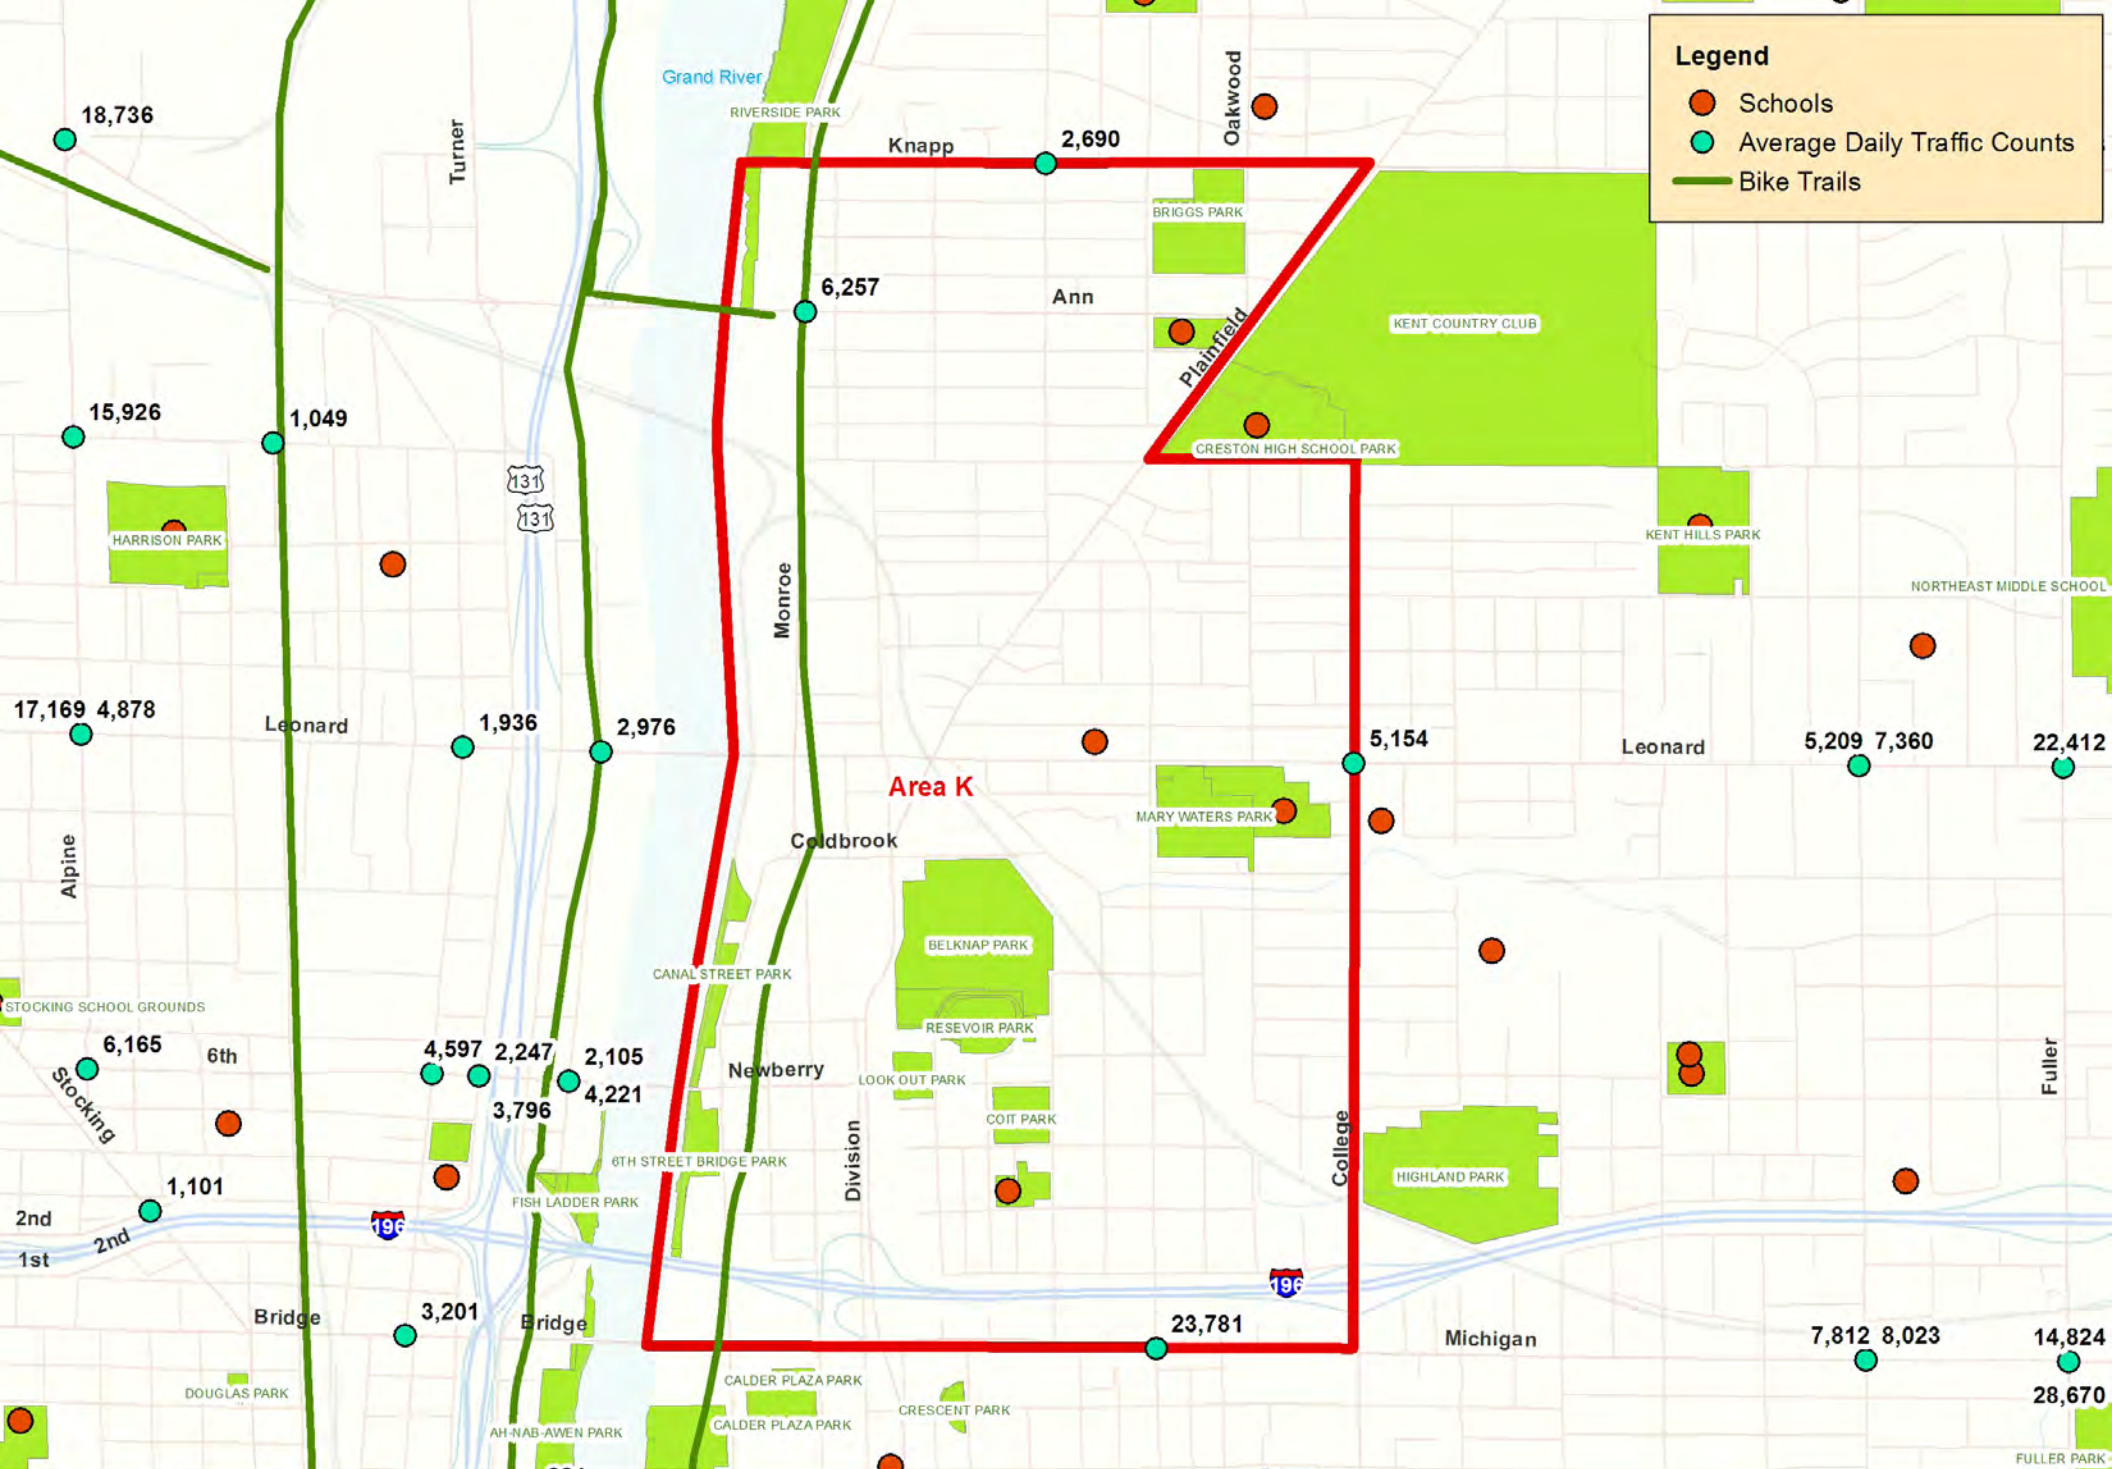 Legend
Schools
Average Daily Traffic Counts
Bike Trails
Grand River
RIVERSIDE PARK
Oakwood
18,736
Turner
Knapp
2,690
BRIGGS PARK
6,257
Ann
Plainfield
KENT COUNTRY CLUB
15,926
1,049
CRESTON HIGH SCHOOL PARK
131
131
HARRISON PARK
KENT HILLS PARK
NORTHEAST MIDDLE SCHOOL
Monroe
17,169 4,878
Leonard
1,936
2,976
5,154
Leonard
5,209 7,360
22,412
Area K
MARY WATERS PARK
Coldbrook
Alpine
BELKNAP PARK
CANAL STREET PARK
STOCKING SCHOOL GROUNDS
RESEVOIR PARK
6,165
6th
4,597
2,247
2,105
4,221
3,796
Newberry
LOOK OUT PARK
Fuller
Stocking
COIT PARK
Division
College
6TH STREET BRIDGE PARK
HIGHLAND PARK
1,101
FISH LADDER PARK
2nd
2nd
1st
196
196
Bridge
3,201
Bridge
23,781
Michigan
7,812 8,023
14,824
28,670
DOUGLAS PARK
CALDER PLAZA PARK
CALDER PLAZA PARK
CRESCENT PARK
AH-NAB-AWEN PARK
FULLER PARK